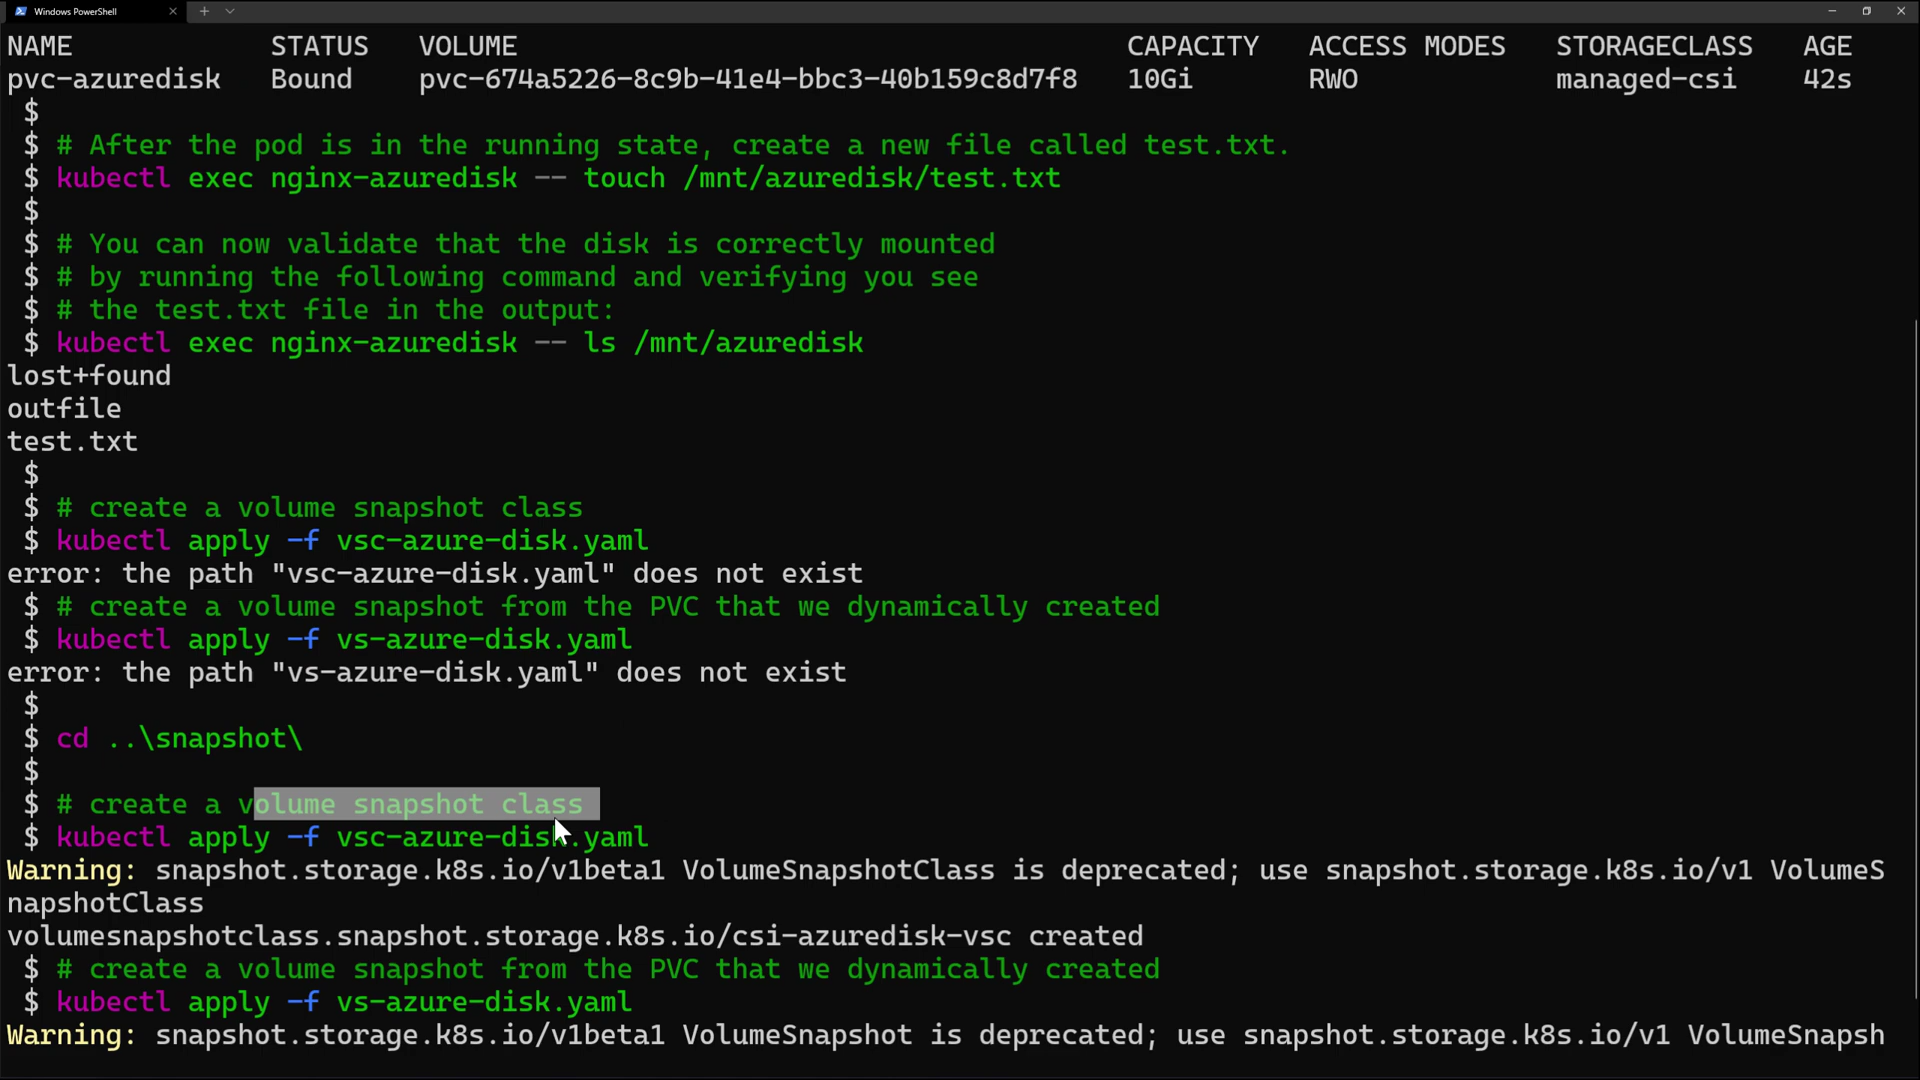 Windows PowerShell
NAME STATUS VOLUME CAPACITY ACCESS MODES STORAGECLASS AGE
pvc-azuredisk Bound pvc-674a5226-8c9b-41e4-bbc3-40b159c8d7f8 10Gi RWO managed-csi 42s
$
$ # After the pod is in the running state, create a new file called test.txt.
$ kubectl exec nginx-azuredisk -- touch /mnt/azuredisk/test.txt
$
$ # You can now validate that the disk is correctly mounted
$ # by running the following command and verifying you see
$ # the test.txt file in the output:
$ kubectl exec nginx-azuredisk -- ls /mnt/azuredisk
lost+found
outfile
test.txt
$
$ # create a volume snapshot class
$ kubectl apply -f vsc-azure-disk.yaml
error: the path "vsc-azure-disk.yaml" does not exist
$ # create a volume snapshot from the PVC that we dynamically created
$ kubectl apply -f vs-azure-disk.yaml
error: the path "vs-azure-disk.yaml" does not exist
$
$ cd ..\snapshot\
$
$ # create a volume snapshot class
$ kubectl apply -f vsc-azure-disk.yaml
Warning: snapshot.storage.k8s.io/v1beta1 VolumeSnapshotClass is deprecated; use snapshot.storage.k8s.io/v1 VolumeS
napshotClass
volumesnapshotclass.snapshot.storage.k8s.io/csi-azuredisk-vsc created
$ # create a volume snapshot from the PVC that we dynamically created
$ kubectl apply -f vs-azure-disk.yaml
Warning: snapshot.storage.k8s.io/v1beta1 VolumeSnapshot is deprecated; use snapshot.storage.k8s.io/v1 VolumeSnapsh